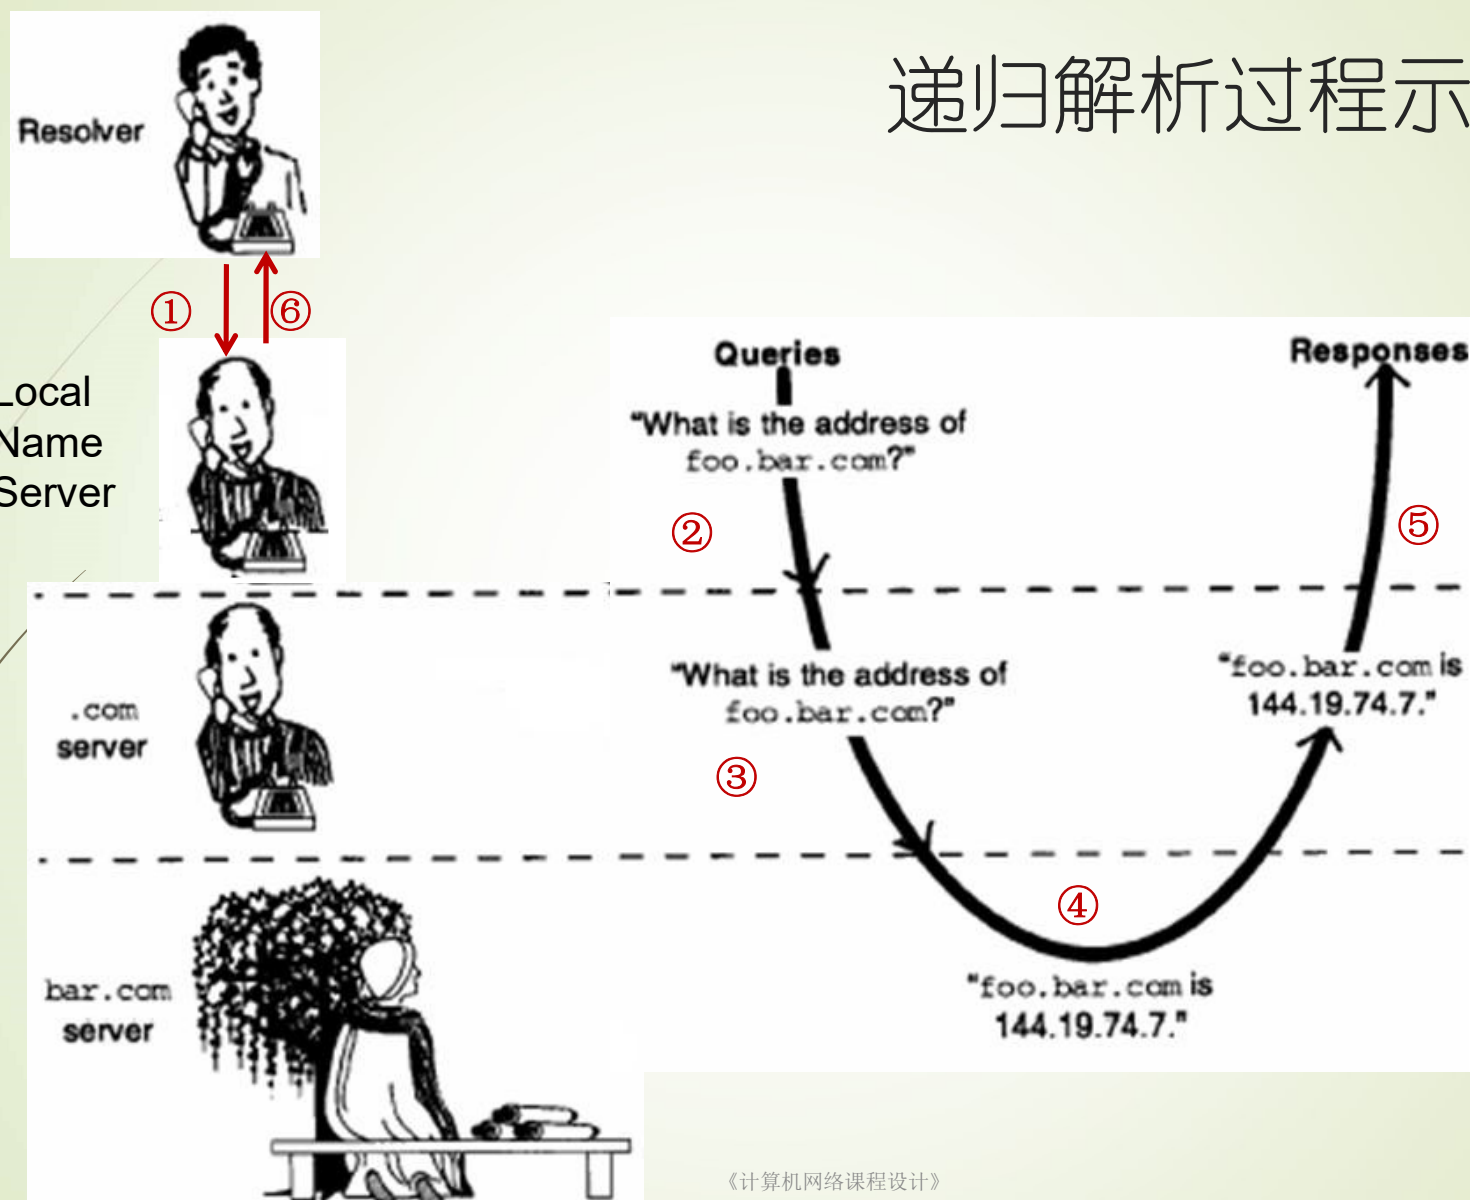 递归解析过程示
Resolver
① ⑥
Local
Name
Server
Queries
Responses
"What is the address of
foo.bar.com?"
②
⑤
.com
server
"What is the address of
foo.bar.com?"
"foo.bar.com is
144.19.74.7."
③
④
bar.com
server
"foo.bar.com is
144.19.74.7."
《计算机网络课程设计》